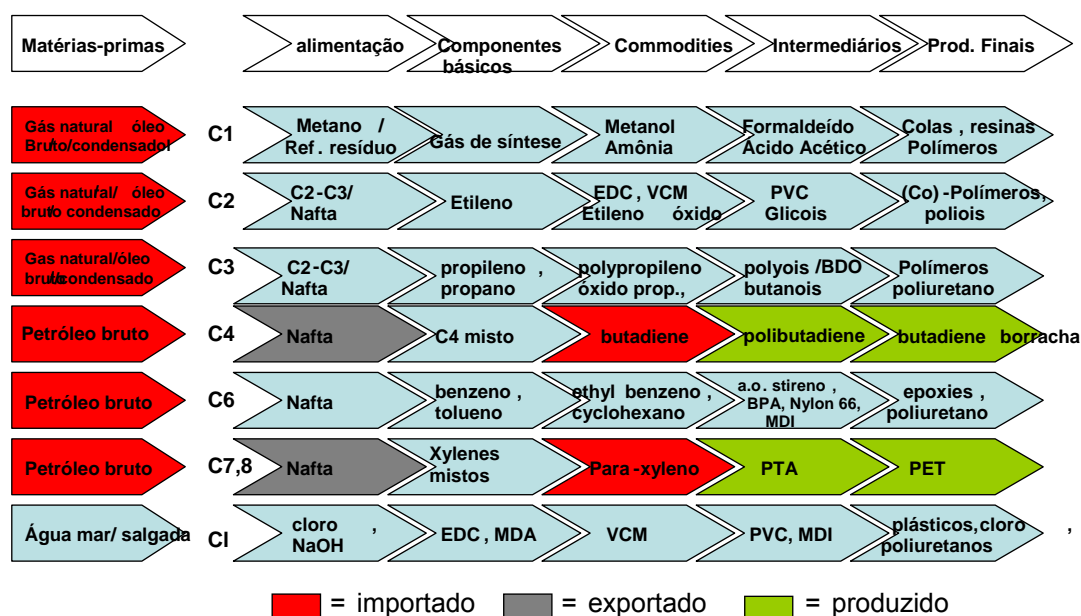 Matérias-primas
alimentação
Componentes
básicos
Commodities
Intermediários
Prod. Finais
Gás natural óleo
Bruto/condensadol
C1
Metano /
Ref. resíduo
Gás de síntese
Metanol
Amônia
Formaldeído
Ácido Acético
Colas , resinas
Polímeros
Gás natural/ óleo
bruto condensado
C2
C2-C3/
Nafta
Etileno
EDC , VCM
Etileno óxido
PVC
Glicois
(Co) -Polímeros,
poliois
Gas natural/óleo
bruto/condensado
C3
C2-C3/
Nafta
propileno ,
propano
polypropileno
óxido prop.,
polyois /BDO
butanois
Polímeros
poliuretano
Petróleo bruto
C4
Nafta
C4 misto
butadiene
polibutadiene
butadiene borracha
Petróleo bruto
C6
Nafta
benzeno ,
tolueno
ethyl benzeno ,
cyclohexano
a.o. stireno ,
BPA, Nylon 66,
MDI
epoxies ,
poliuretano
Petróleo bruto
C7,8
Nafta
Xylenes
mistos
Para -xyleno
PTA
PET
Água mar/ salgada
Cl
cloro ,
NaOH
EDC , MDA
VCM
PVC, MDI
plásticos,cloro ,
poliuretanos
= importado
= exportado
= produzido